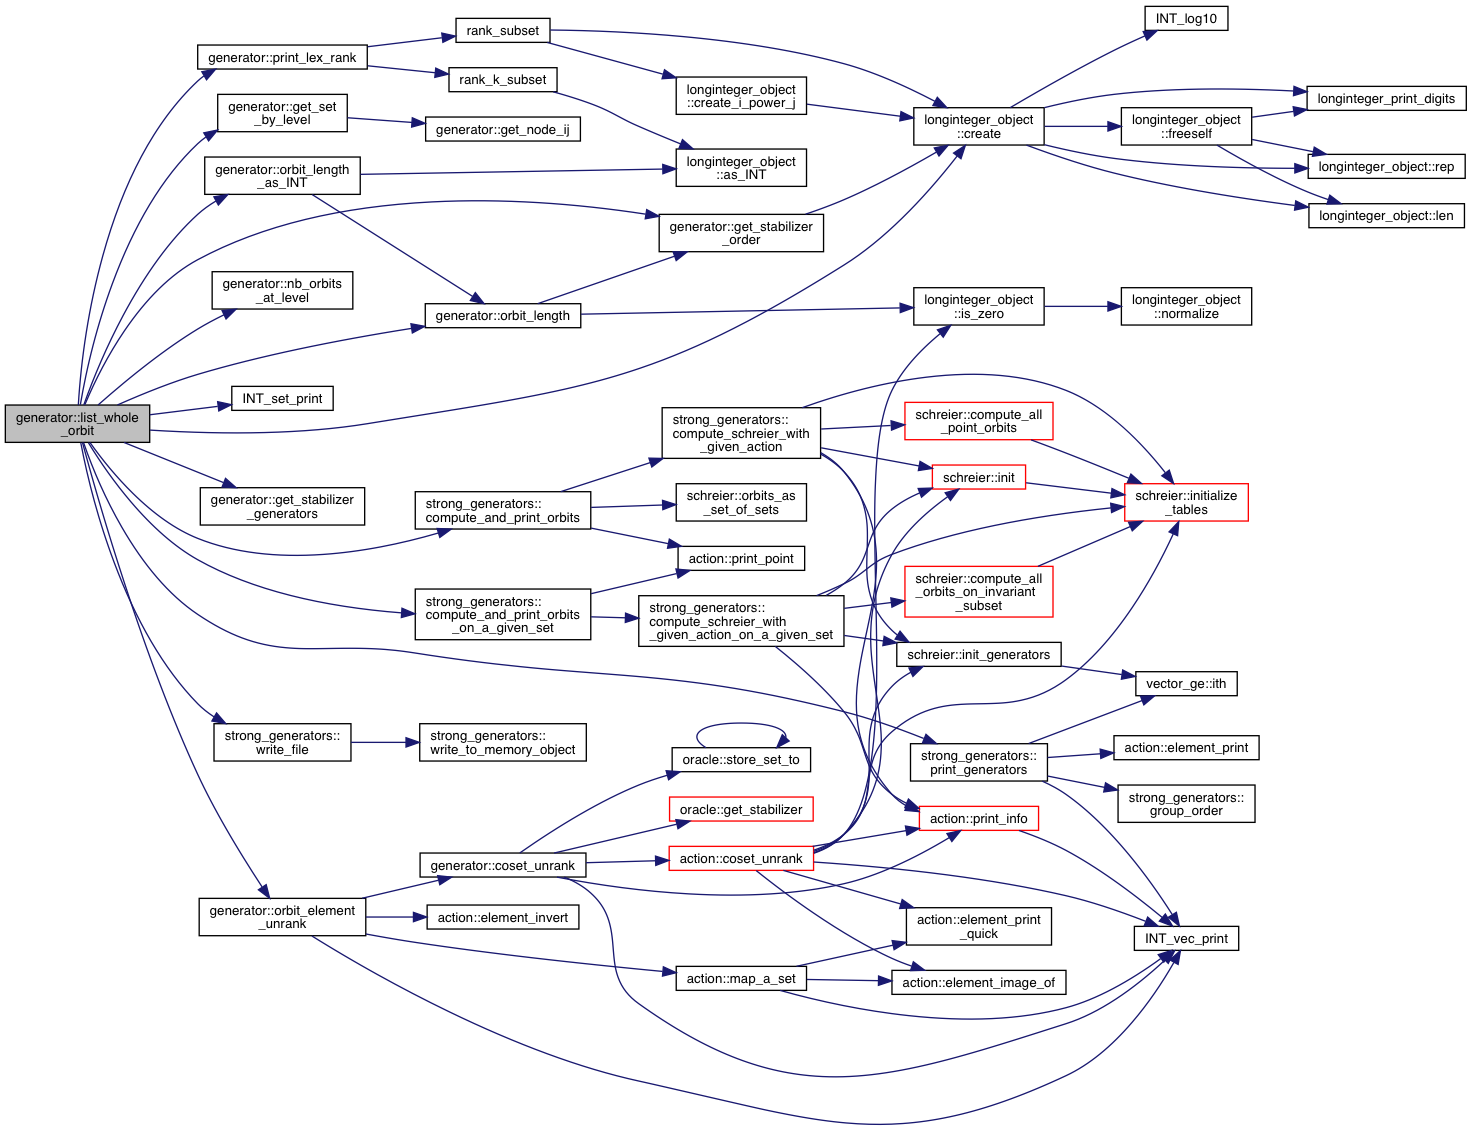 INT_log10
rank_subset
generator::print_lex_rank
rank_k_subset
longinteger_object
::create_i_power_j
longinteger_print_digits
generator::get_set
_by_level
longinteger_object
::create
longinteger_object
::freeself
generator::get_node_ij
longinteger_object
::as_INT
longinteger_object::rep
generator::orbit_length
_as_INT
longinteger_object::len
generator::get_stabilizer
_order
generator::nb_orbits
_at_level
longinteger_object
::is_zero
longinteger_object
::normalize
generator::orbit_length
INT_set_print
generator::list_whole
_orbit
strong_generators::
compute_schreier_with
_given_action
schreier::compute_all
_point_orbits
schreier::init
generator::get_stabilizer
_generators
strong_generators::
compute_and_print_orbits
schreier::orbits_as
_set_of_sets
schreier::initialize
_tables
action::print_point
schreier::compute_all
_orbits_on_invariant
_subset
strong_generators::
compute_and_print_orbits
_on_a_given_set
strong_generators::
compute_schreier_with
_given_action_on_a_given_set
schreier::init_generators
vector_ge::ith
strong_generators::
write_file
strong_generators::
write_to_memory_object
oracle::store_set_to
strong_generators::
print_generators
action::element_print
strong_generators::
group_order
oracle::get_stabilizer
action::print_info
generator::coset_unrank
action::coset_unrank
generator::orbit_element
_unrank
action::element_invert
action::element_print
_quick
INT_vec_print
action::map_a_set
action::element_image_of